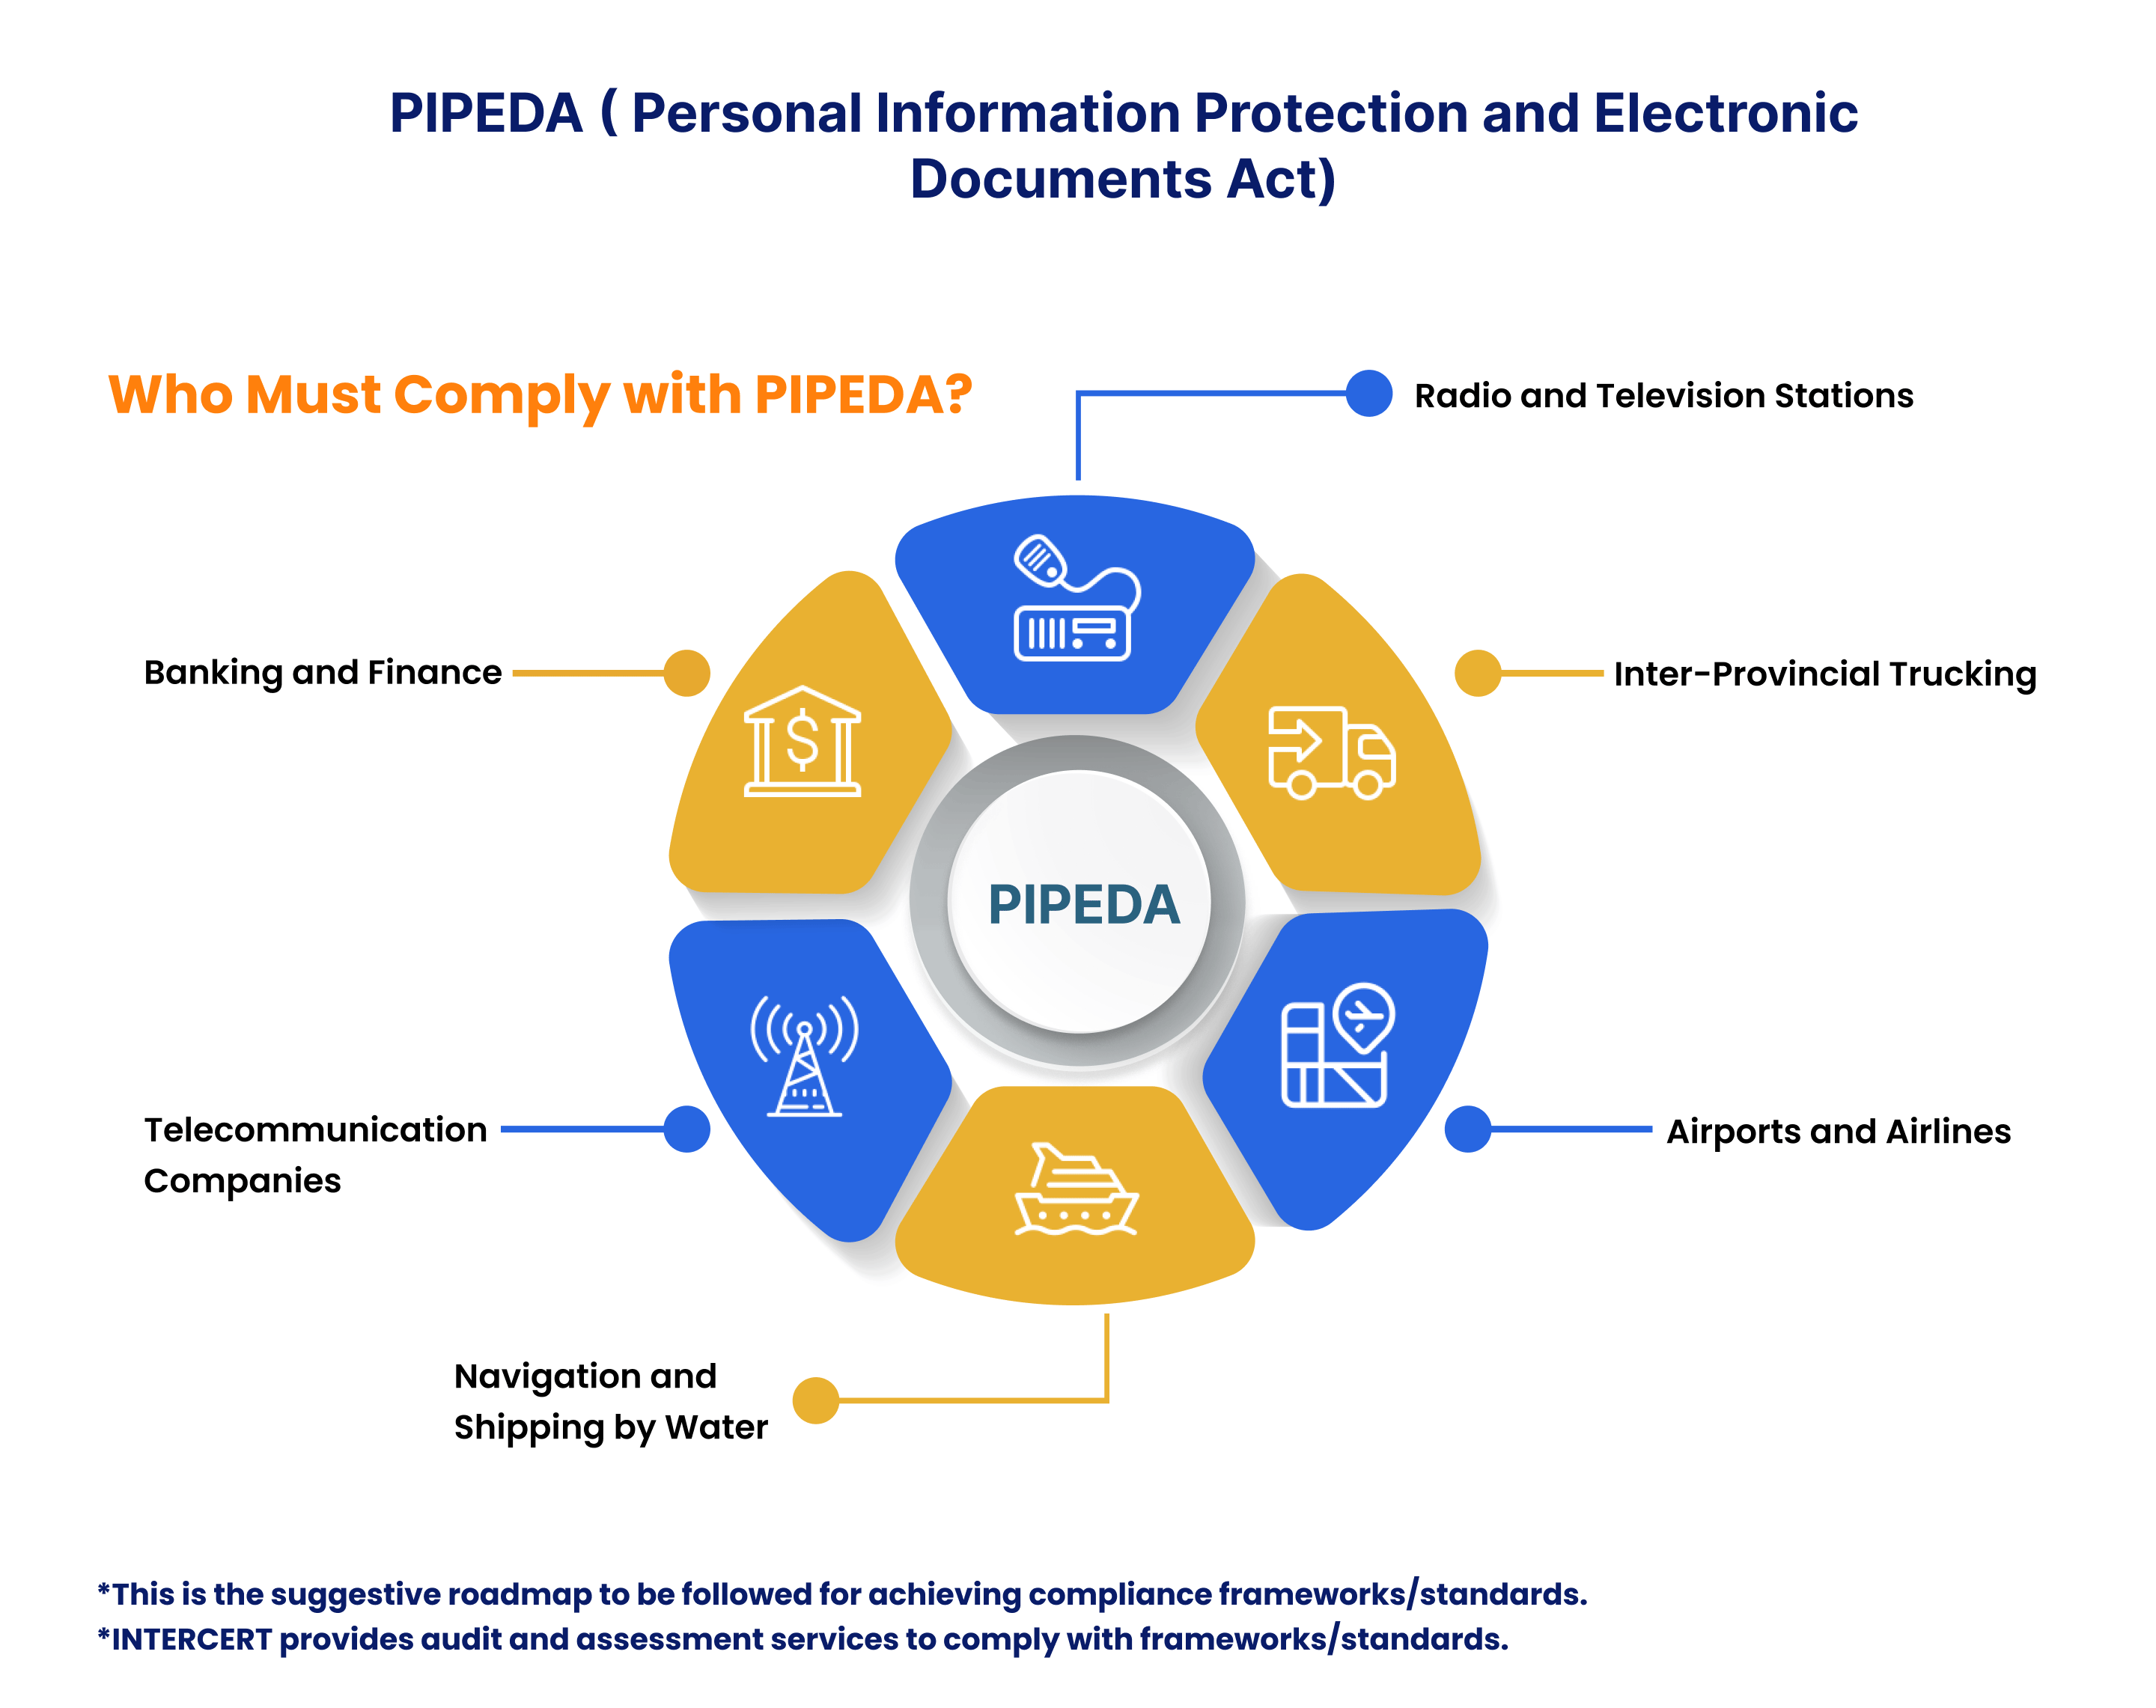 PIPEDA ( Personal Information Protection and Electronic
Documents Act)
Who Must Comply with PIPEDA?
Radio and Television Stations
Banking and Finance
Inter-Provincial Trucking
PIPEDA
Telecommunication
Companies
Airports and Airlines
Navigation and
Shipping by Water
*This is the suggestive roadmap to be followed for achieving compliance frameworks/standards.
*INTERCERT provides audit and assessment services to comply with frameworks/standards.